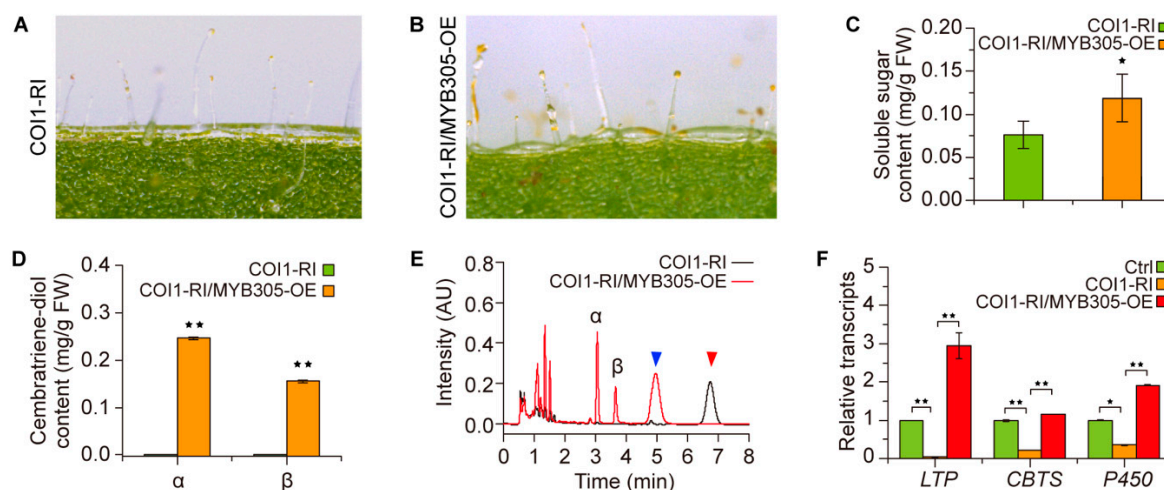 A
COI1-RI
B
COI1-RI/MYB305-OE
C
COI1-RI
COI1-RI/MYB305-OE
Soluble sugar
content (mg/g FW)
0.20
0.15
0.10
0.05
0.00
★
D
COI1-RI
COI1-RI/MYB305-OE
Cembratriene-diol
content (mg/g FW)
0.4
0.3
0.2
0.1
0.0
★★
★★
α
β
E
COI1-RI
COI1-RI/MYB305-OE
Intensity (AU)
0.8
0.6
0.4
0.2
0.0
α
β
0 1 2 3 4 5 6 7 8
Time (min)
F
Ctrl
COI1-RI
COI1-RI/MYB305-OE
Relative transcripts
5
4
3
2
1
0
★★
★★
★★
★★
★
★★
LTP CBTS P450